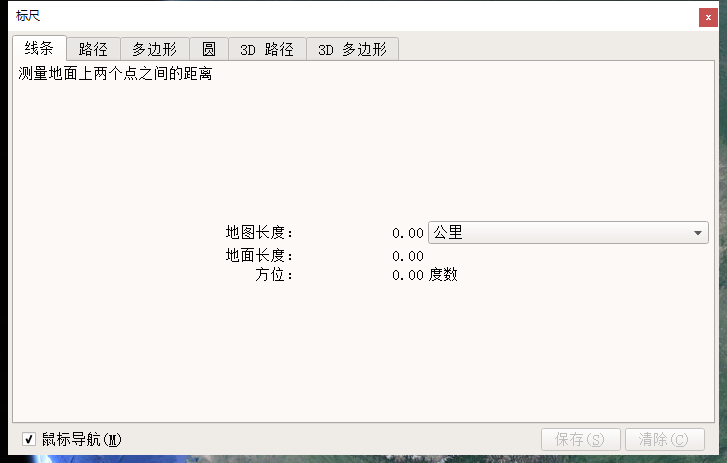 标尺
线条 路径 多边形 圆 3D 路径 3D 多边形
测量地面上两个点之间的距离
地图长度: 0.00 公里
地面长度: 0.00
方位: 0.00 度数
鼠标导航(M) 保存(S) 清除(C)